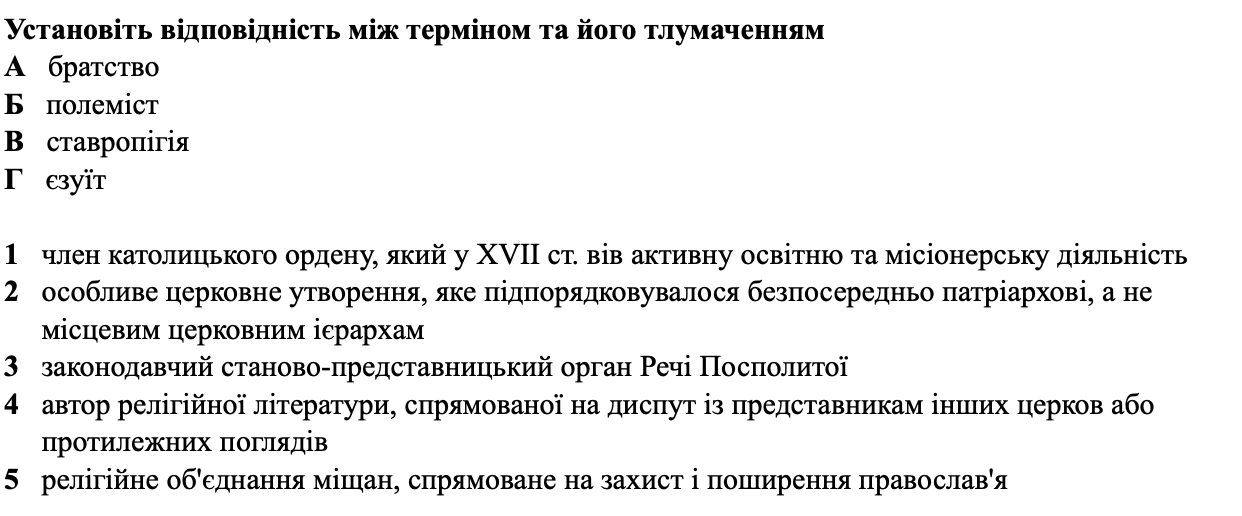 Установіть відповідність між терміном та його тлумаченням
А братство
Б полеміст
В ставропігія
Г єзуїт
1 член католицького ордену, який у XVII ст. вів активну освітню та місіонерську діяльність
2 особливе церковне утворення, яке підпорядковувалося безпосередньо патріархові, а не
місцевим церковним ієрархам
3 законодавчий станово-представницький орган Речі Посполитої
4 автор релігійної літератури, спрямованої на диспут із представникам інших церков або
протилежних поглядів
5 релігійне об'єднання міщан, спрямоване на захист і поширення православ'я